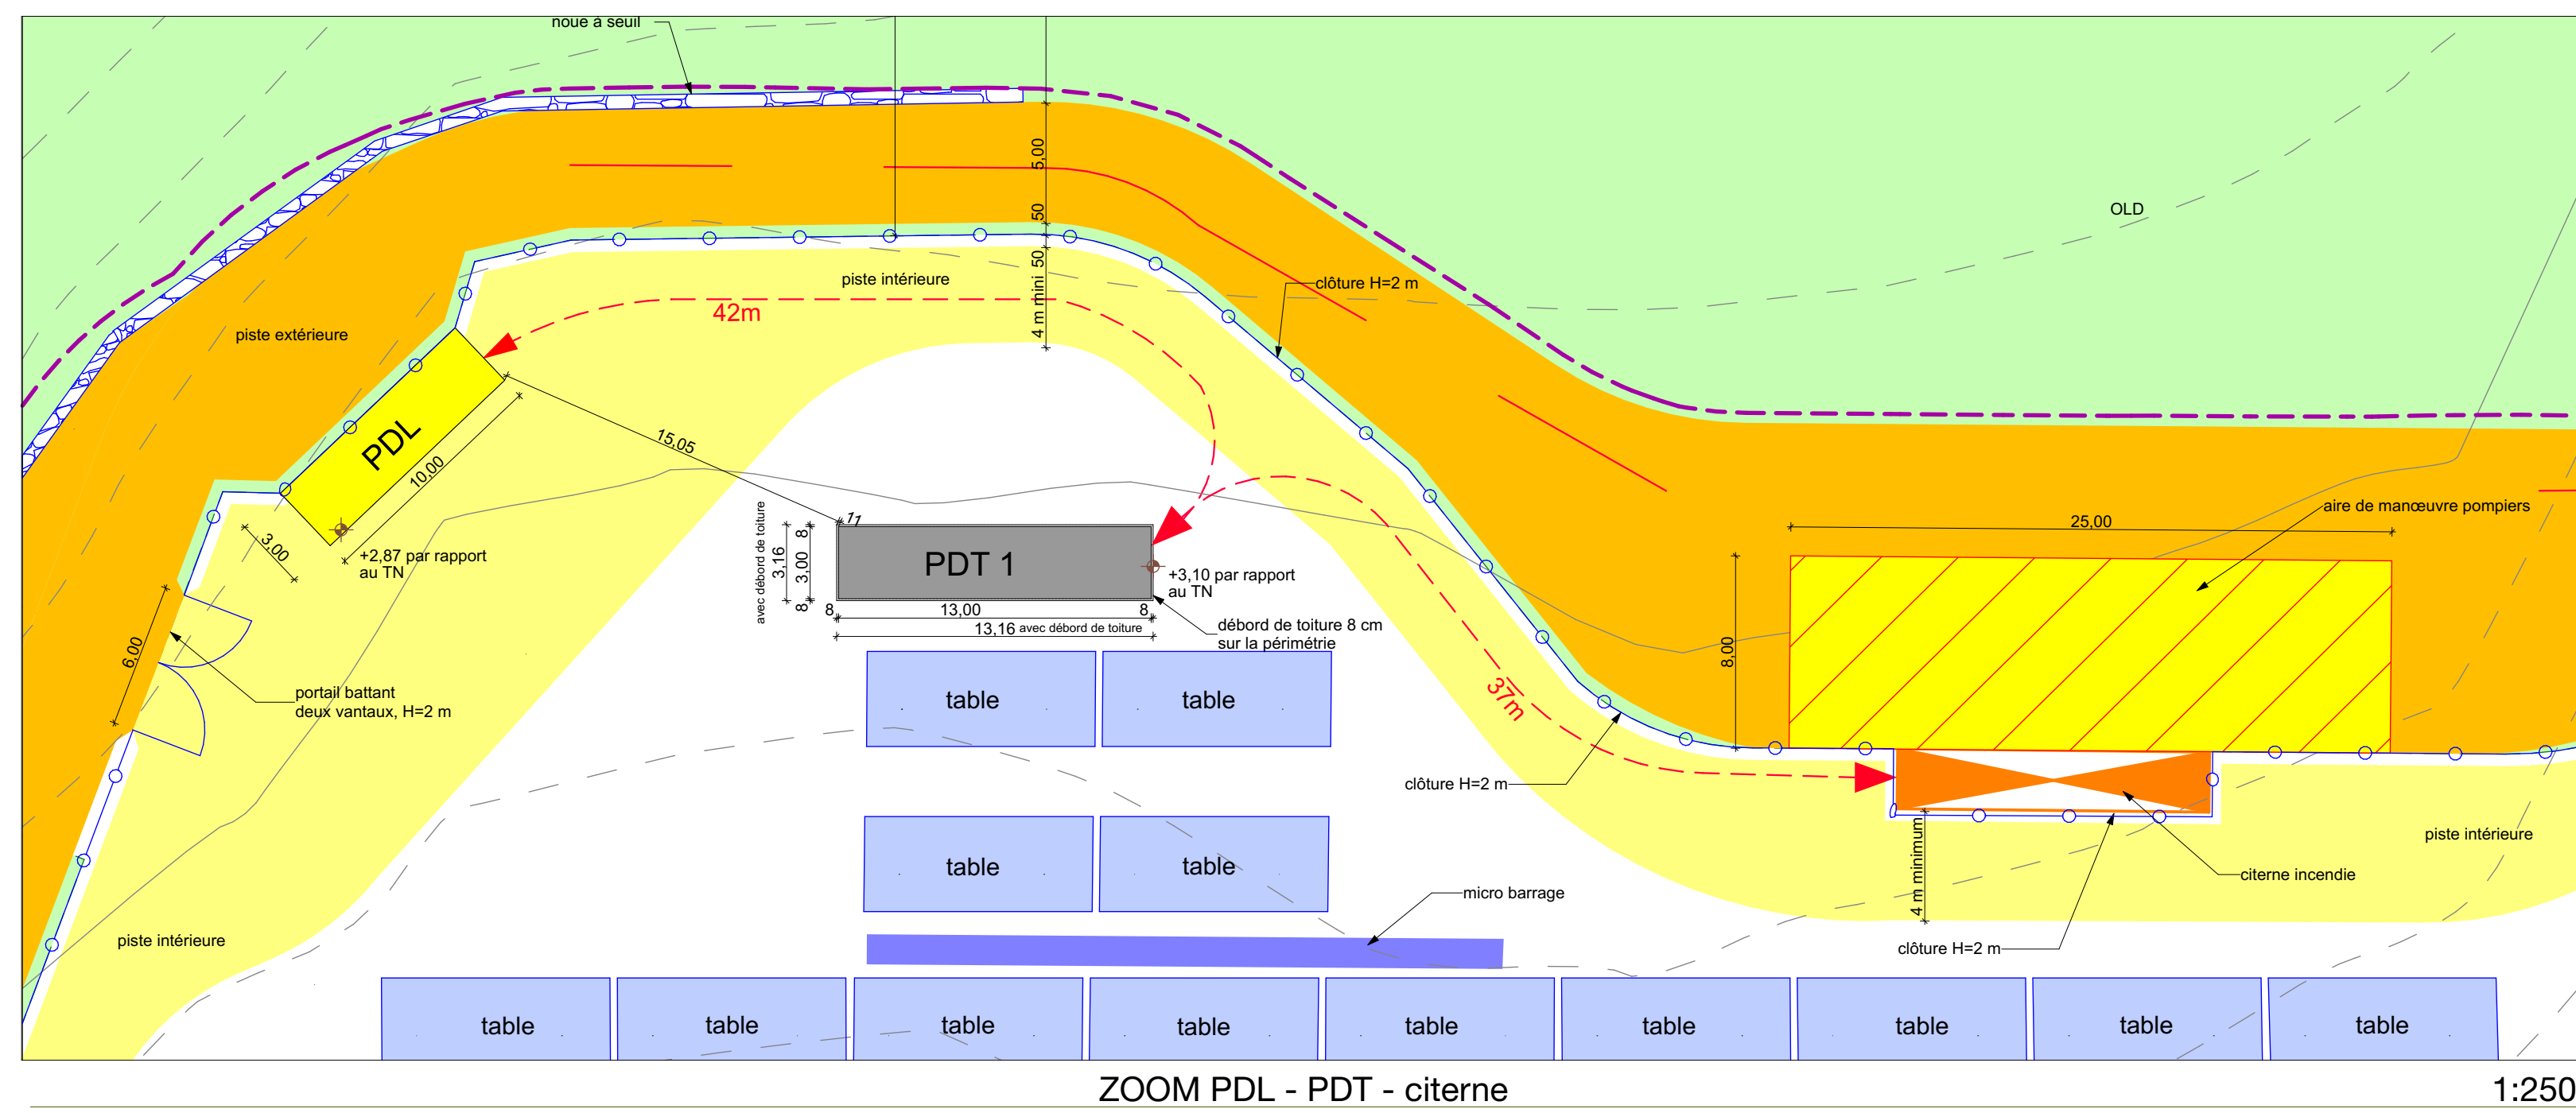 noue à seuil
5,00
50
OLD
piste intérieure
50
4 m mini
clôture H=2 m
42m
piste extérieure
PDL
10,00
15,05
3,00
+2,87 par rapport
au TN
avec débord de toiture
3,16
8
3,00
8
11
PDT 1
+3,10 par rapport
au TN
8
13,00
8
13,16 avec débord de toiture
débord de toiture 8 cm
sur la périmétrie
aire de manœuvre pompiers
25,00
8,00
6,00
portail battant
deux vantaux, H=2 m
table
table
37m
clôture H=2 m
table
table
micro barrage
4 m minimum
piste intérieure
citerne incendie
clôture H=2 m
piste intérieure
table
table
table
table
table
table
table
table
table
ZOOM PDL - PDT - citerne
1:250